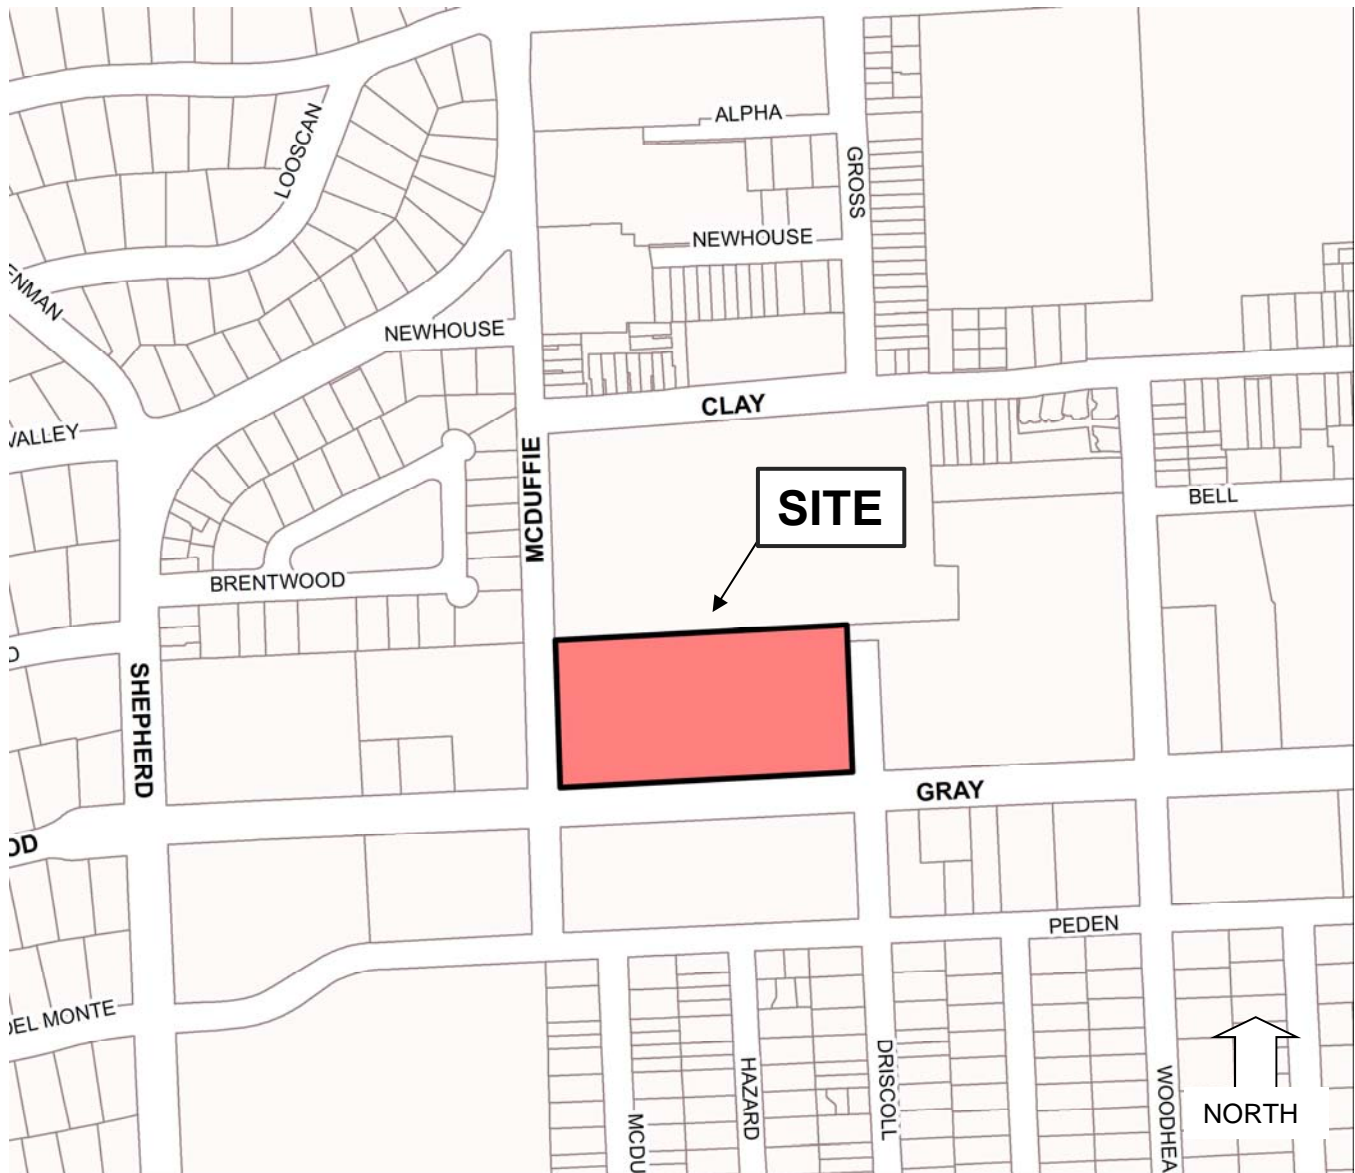 ALPHA
LOOSCAN
GROSS
NEWHOUSE
ENMAN
NEWHOUSE
CLAY
VALLEY
MCDUFFIE
SITE
BELL
BRENTWOOD
SHEPHERD
GRAY
OD
PEDEN
DEL MONTE
HAZARD
DRISCOLL
WOODHEA
MCDU
NORTH